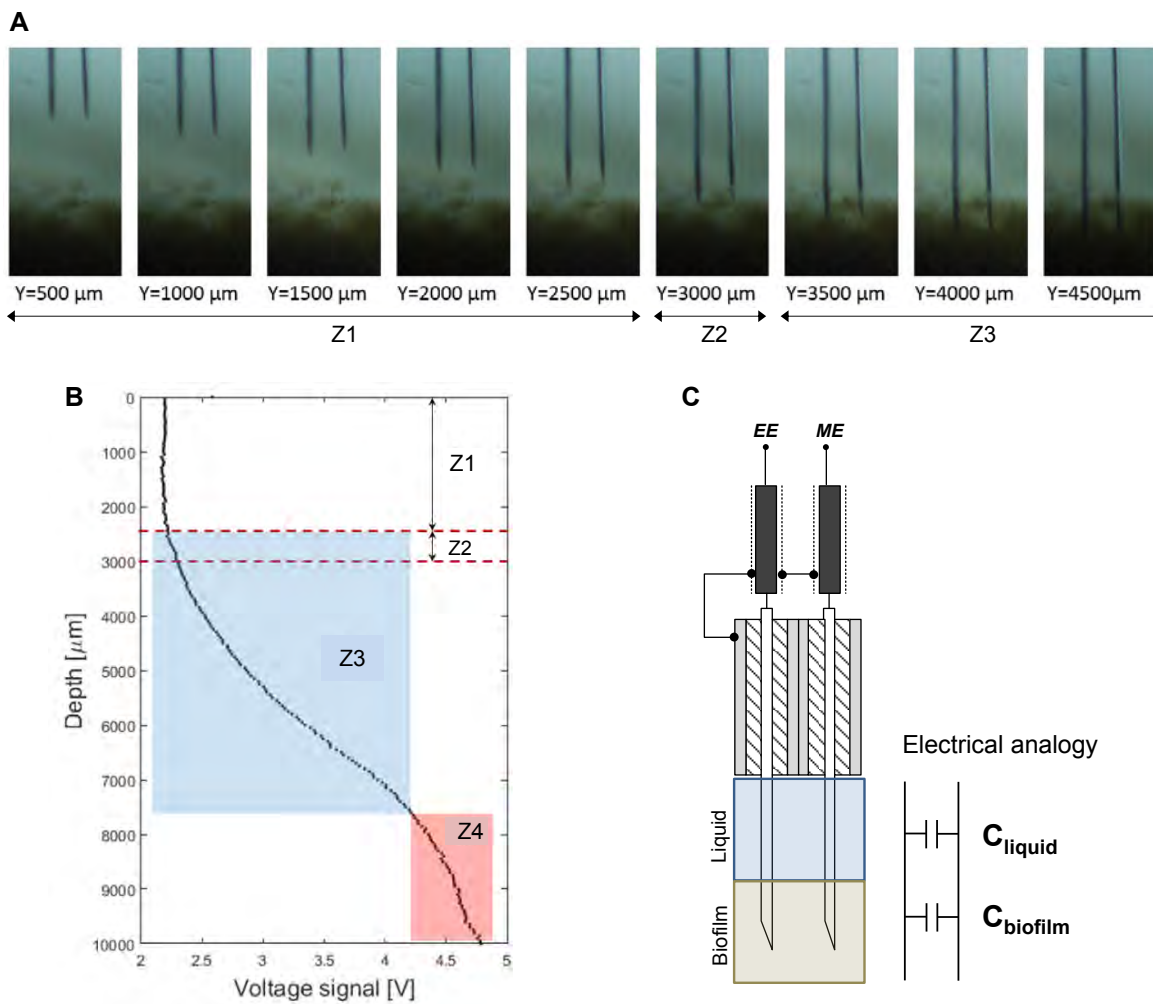 A
Y=500 µm Y=1000 µm Y=1500 µm Y=2000 µm Y=2500 µm Y=3000 µm Y=3500 µm Y=4000 µm Y=4500µm
Z1 Z2 Z3
B
0
1000
2000
3000
4000
5000
6000
7000
8000
9000
10000
Depth [µm]
Z1
Z2
Z3
Z4
2 2.5 3 3.5 4 4.5 5
Voltage signal [V]
C
EE ME
Electrical analogy
Liquid
C_liquid
Biofilm
C_biofilm